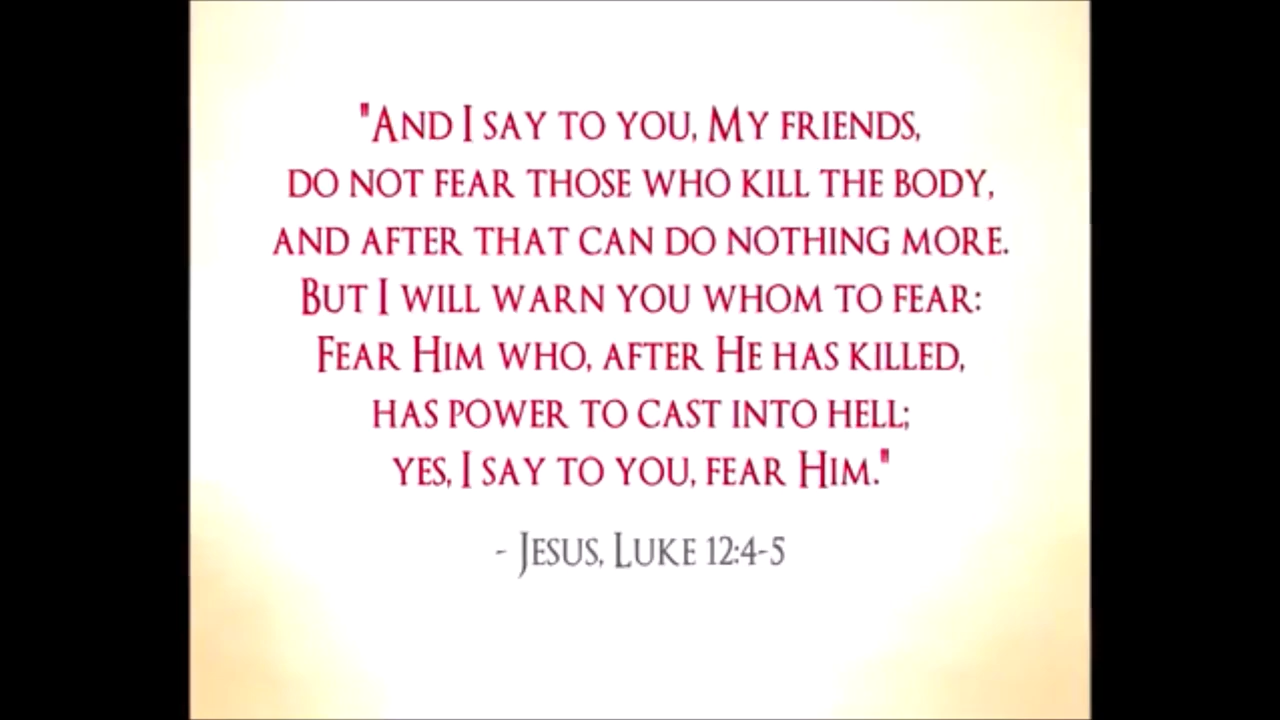 "And I say to you, My friends,
do not fear those who kill the body,
and after that can do nothing more.
But I will warn you whom to fear:
Fear Him who, after He has killed,
has power to cast into hell;
yes, I say to you, fear Him."
- Jesus, Luke 12:4-5